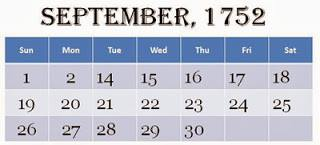 SEPTEMBER, 1752
Sun Mon Tue Wed Thu Fri Sat
1 2 14 15 16 17 18
19 20 21 22 23 24 25
26 27 28 29 30